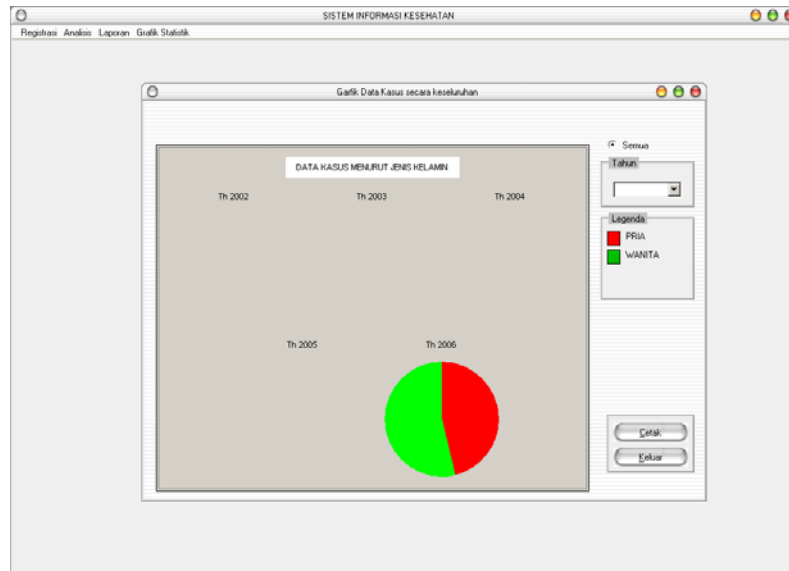 SISTEM INFORMASI KESEHATAN
Registrasi Analisis Laporan Grafik Statistik
Garfik Data Kasus secara keseluruhan
Semua
DATA KASUS MENURUT JENIS KELAMIN
Tahun
Th 2002 Th 2003 Th 2004
Legenda
PRIA
WANITA
Th 2005 Th 2006
Cetak
Keluar